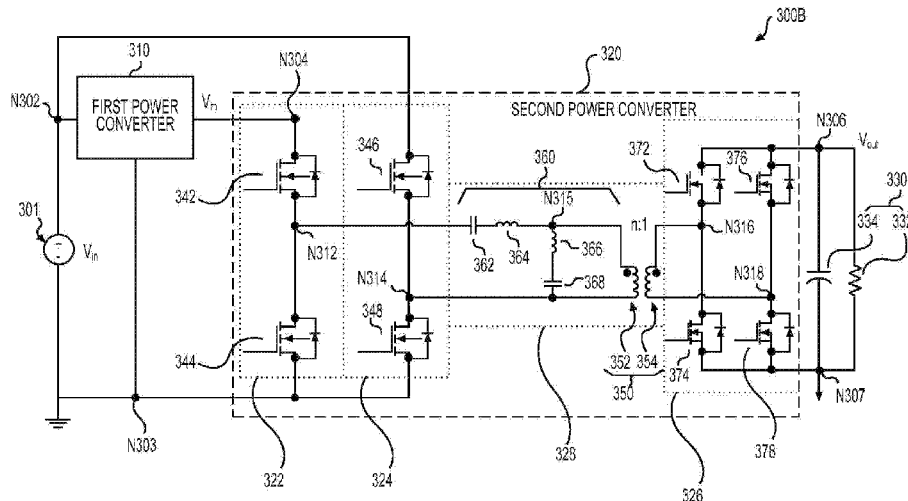 300B
310
320
N304
N302
FIRST POWER
CONVERTER
Vin
SECOND POWER CONVERTER
N306
Vout
346
372
376
360
330
342
N315
334
332
301
n:1
N316
366
Vin
N312
362
364
N318
N314
368
348
344
352
354
374
350
N307
N303
322
324
328
326
378